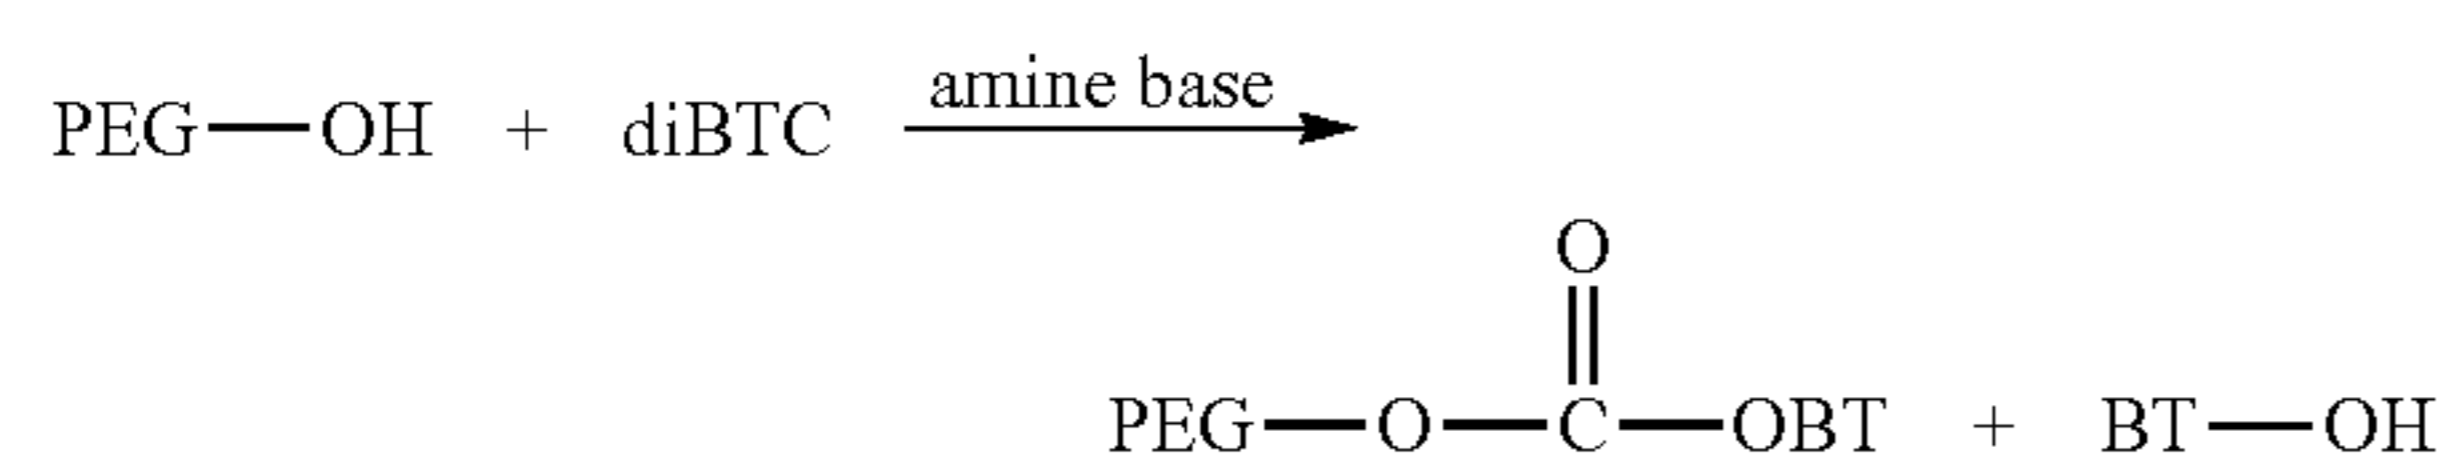 amine base
PEG—OH + diBTC
O
PEG—O—C—OBT + BT—OH